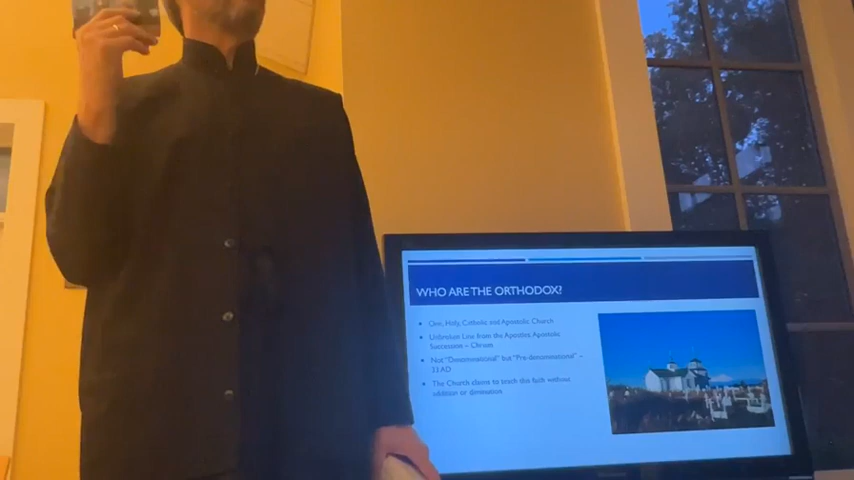 WHO ARE THE ORTHODOX?
• One, Holy, Catholic and Apostolic Church
• Unbroken Line from the Apostles Apostolic
Succession – Chrism
• Not "Denominational" but "Pre-denominational" –
33 AD
• The Church claims to teach this faith without
addition or diminution